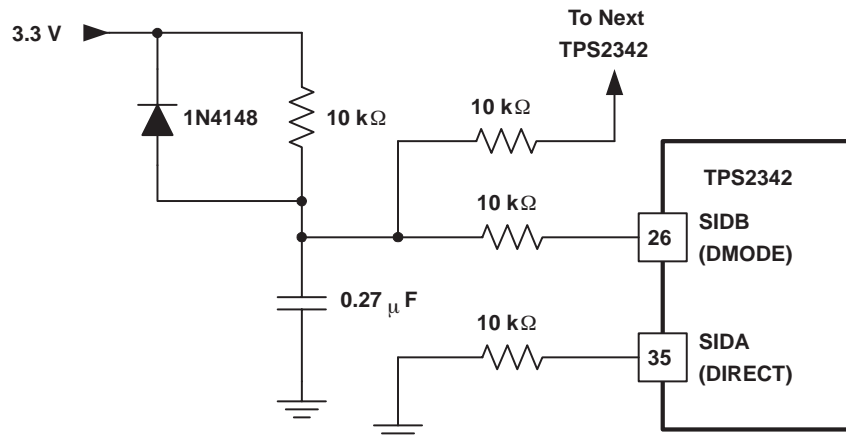 To Next
TPS2342
3.3 V
1N4148
10 kΩ
10 kΩ
TPS2342
10 kΩ
26
SIDB
(DMODE)
0.27 μ F
10 kΩ
35
SIDA
(DIRECT)